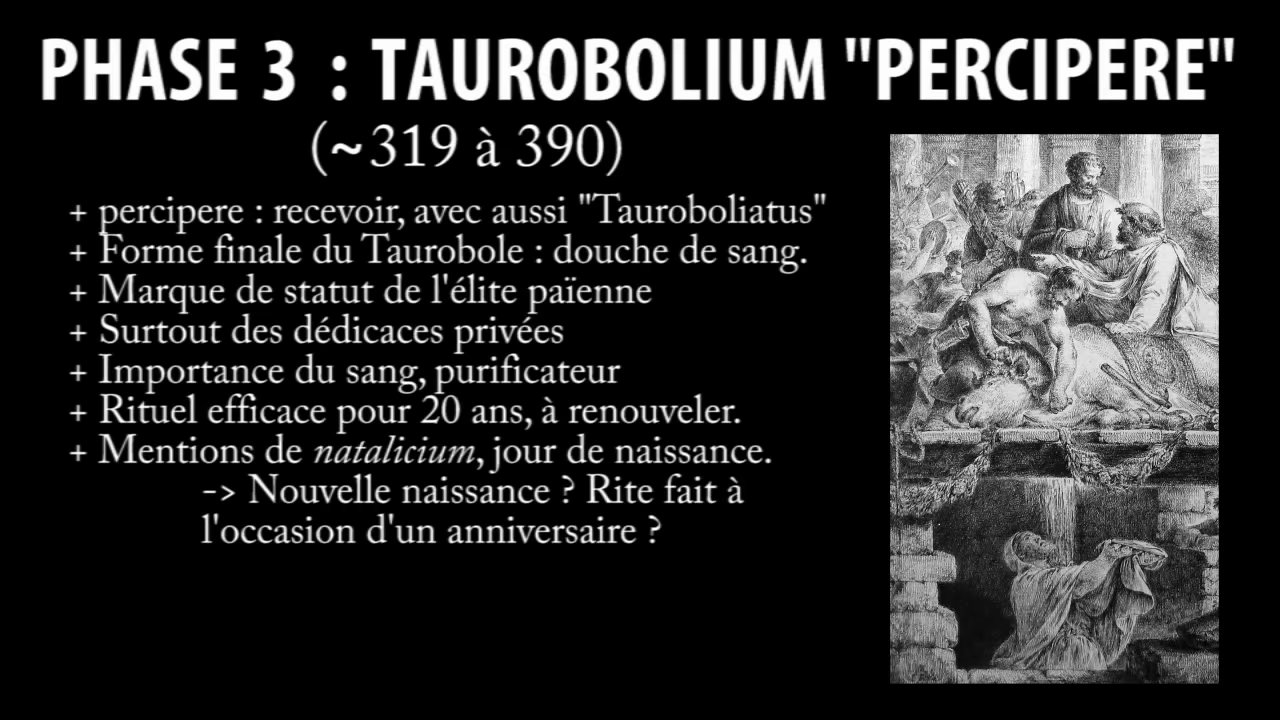 PHASE 3 : TAUROBOLIUM "PERCIPERE"
(~319 à 390)
+ percipere : recevoir, avec aussi "Tauroboliatus"
+ Forme finale du Taurobole : douche de sang.
+ Marque de statut de l'élite païenne
+ Surtout des dédicaces privées
+ Importance du sang, purificateur
+ Rituel efficace pour 20 ans, à renouveler.
+ Mentions de natalicium, jour de naissance.
-> Nouvelle naissance ? Rite fait à
l'occasion d'un anniversaire ?